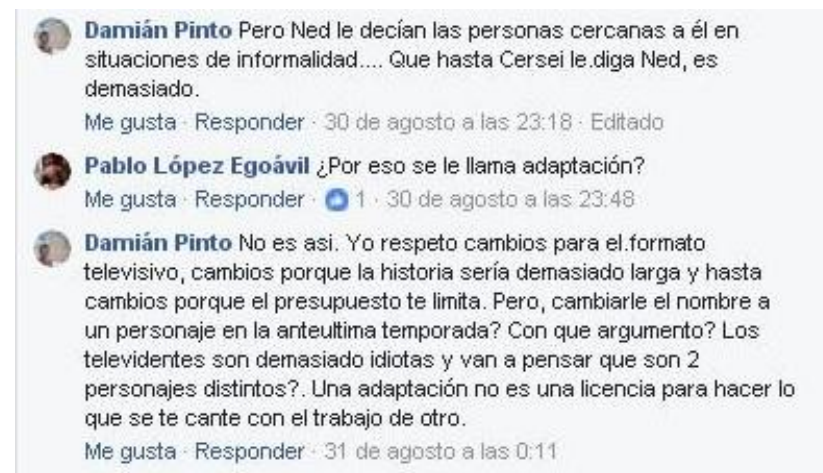 Damián Pinto Pero Ned le decían las personas cercanas a él en
situaciones de informalidad.... Que hasta Cersei le.diga Ned, es
demasiado.
Me gusta · Responder · 30 de agosto a las 23:18 · Editado
Pablo López Egoávil ¿Por eso se le llama adaptación?
Me gusta · Responder · 1 · 30 de agosto a las 23:48
Damián Pinto No es asi. Yo respeto cambios para el.formato
televisivo, cambios porque la historia sería demasiado larga y hasta
cambios porque el presupuesto te limita. Pero, cambiarle el nombre a
un personaje en la anteultima temporada? Con que argumento? Los
televidentes son demasiado idiotas y van a pensar que son 2
personajes distintos?. Una adaptación no es una licencia para hacer lo
que se te cante con el trabajo de otro.
Me gusta · Responder · 31 de agosto a las 0:11